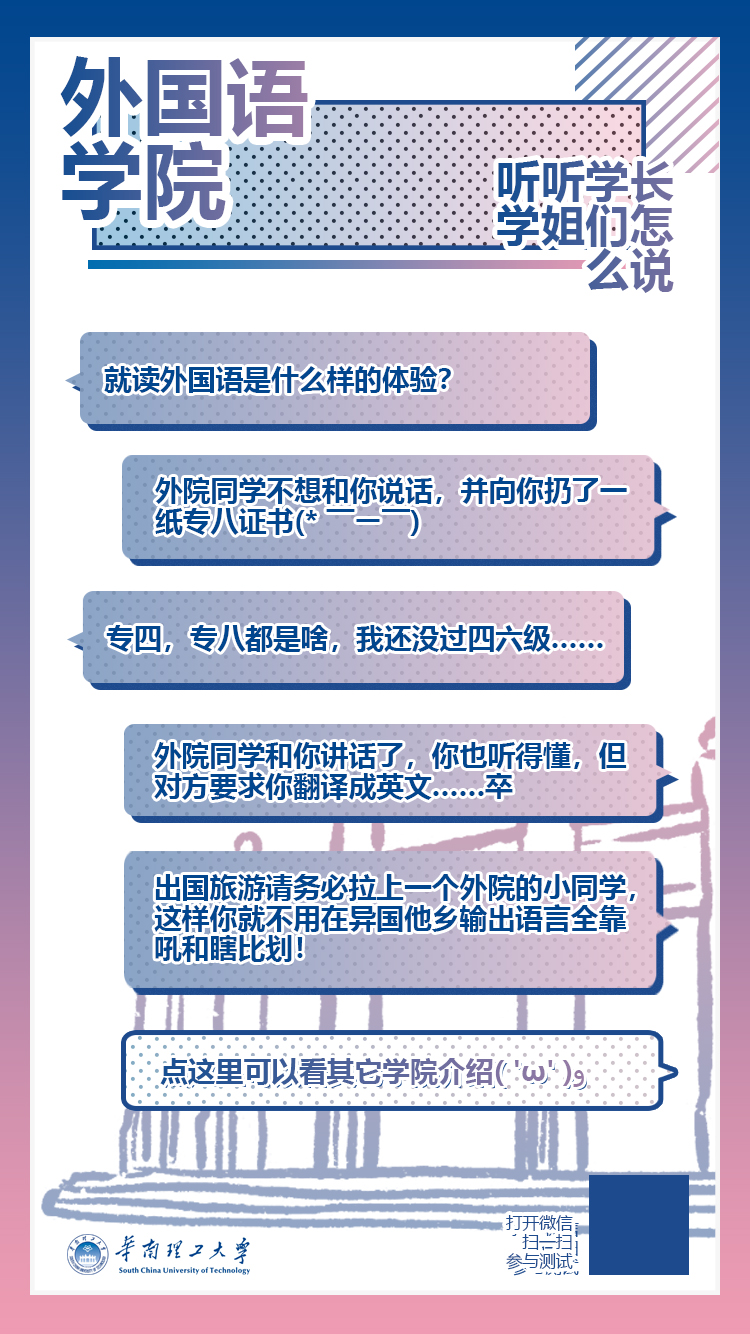 外国语
学院
听听学长
学姐们怎
么说
就读外国语是什么样的体验？
外院同学不想和你说话，并向你扔了一
纸专八证书(*￣一￣)
专四，专八都是啥，我还没过四六级……
外院同学和你讲话了，你也听得懂，但
对方要求你翻译成英文……卒
出国旅游请务必拉上一个外院的小同学，
这样你就不用在异国他乡输出语言全靠
吼和瞎比划！
点这里可以看其它学院介绍( 'ω' )و
华南理工大学
South China University of Technology
打开微信
扫一扫
参与测试